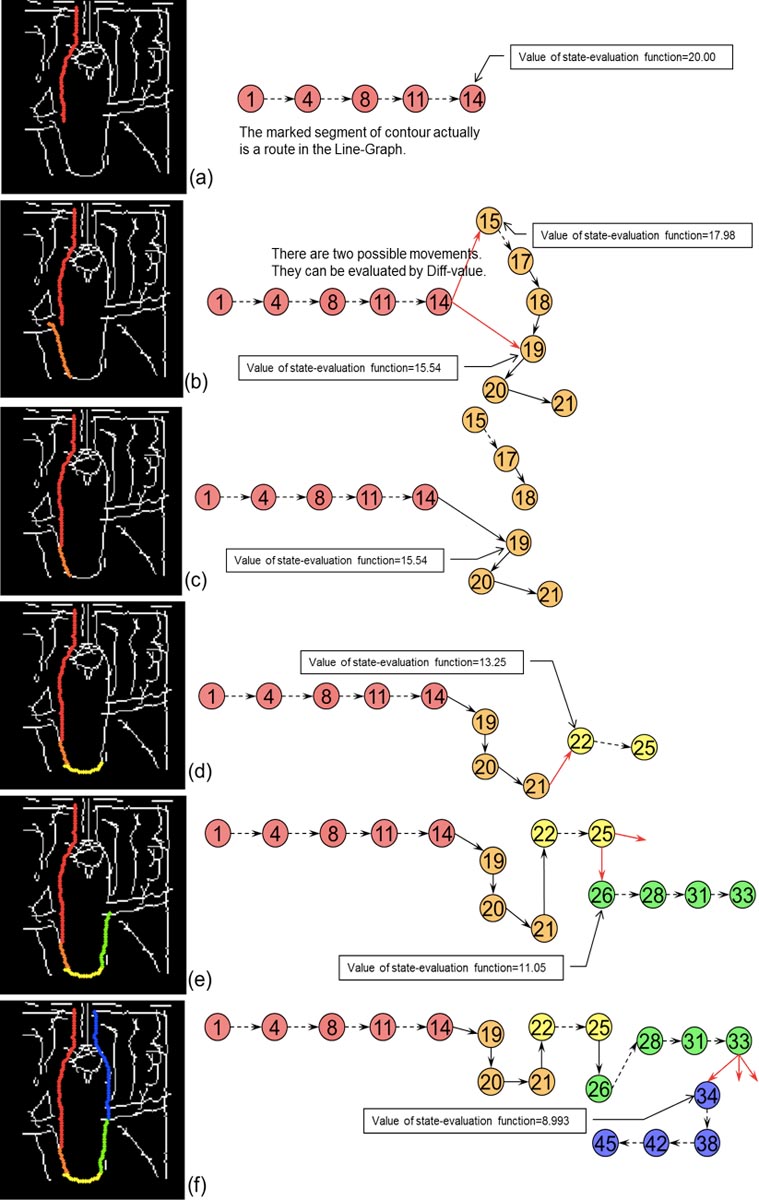 Value of state-evaluation function=20.00
1 4 8 11 14
The marked segment of contour actually
is a route in the Line-Graph.
(a)
15
Value of state-evaluation function=17.98
There are two possible movements.
They can be evaluated by Diff-value.
17
1 4 8 11 14 18
19
Value of state-evaluation function=15.54
(b)
20 21
15
17
1 4 8 11 14 18
19
Value of state-evaluation function=15.54
(c)
20 21
Value of state-evaluation function=13.25
1 4 8 11 14
19
22 25
20
(d)
21
1 4 8 11 14 22 25
19
26 28 31 33
20
21
Value of state-evaluation function=11.05
(e)
1 4 8 11 14 19 22 25
28 31 33
20 21 26
34
Value of state-evaluation function=8.993
45 42 38
(f)